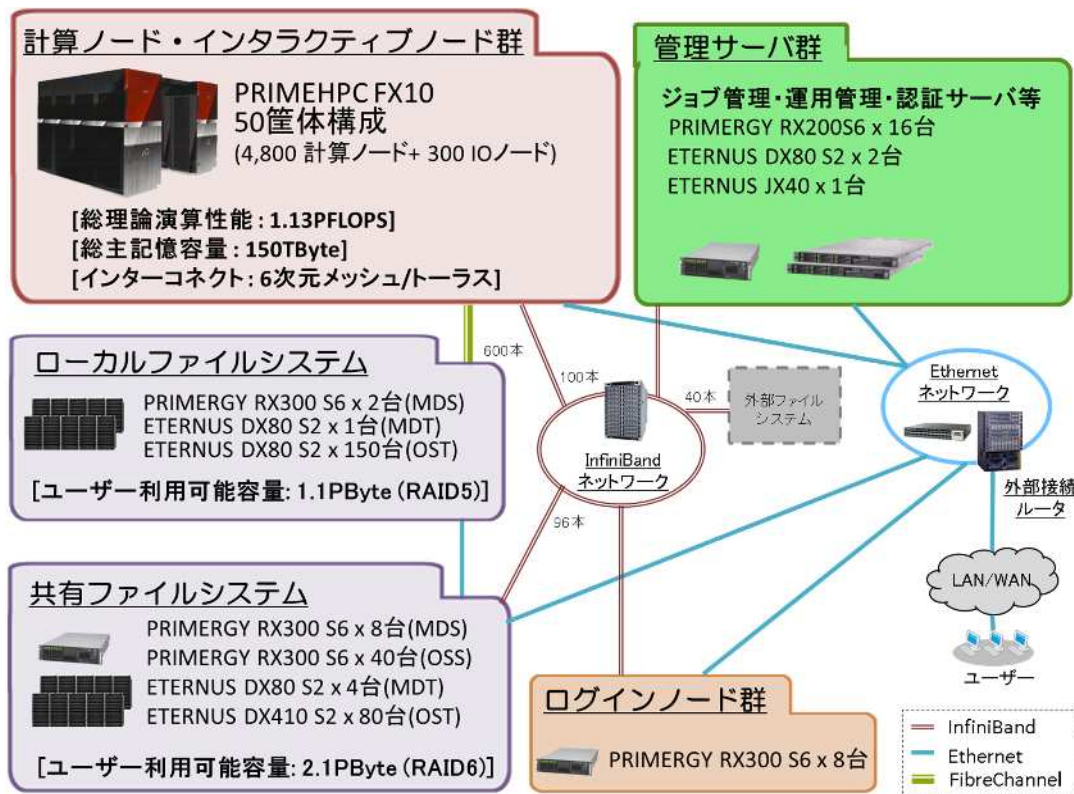 計算ノード・インタラクティブノード群
PRIMEHPC FX10
50筐体構成
(4,800 計算ノード+ 300 IOノード)
[総理論演算性能 : 1.13PFLOPS]
[総主記憶容量 : 150TByte]
[インターコネクト : 6次元メッシュ/トーラス]
管理サーバ群
ジョブ管理・運用管理・認証サーバ等
PRIMERGY RX200S6 x 16台
ETERNUS DX80 S2 x 2台
ETERNUS JX40 x 1台
ローカルファイルシステム
PRIMERGY RX300 S6 x 2台(MDS)
ETERNUS DX80 S2 x 1台(MDT)
ETERNUS DX80 S2 x 150台(OST)
[ユーザー利用可能容量: 1.1PByte (RAID5)]
600本
100本
40本
96本
外部ファイル
システム
InfiniBand
ネットワーク
Ethernet
ネットワーク
外部接続
ルータ
LAN/WAN
ユーザー
共有ファイルシステム
PRIMERGY RX300 S6 x 8台(MDS)
PRIMERGY RX300 S6 x 40台(OSS)
ETERNUS DX80 S2 x 4台(MDT)
ETERNUS DX410 S2 x 80台(OST)
[ユーザー利用可能容量: 2.1PByte (RAID6)]
ログインノード群
PRIMERGY RX300 S6 x 8台
InfiniBand
Ethernet
FibreChannel